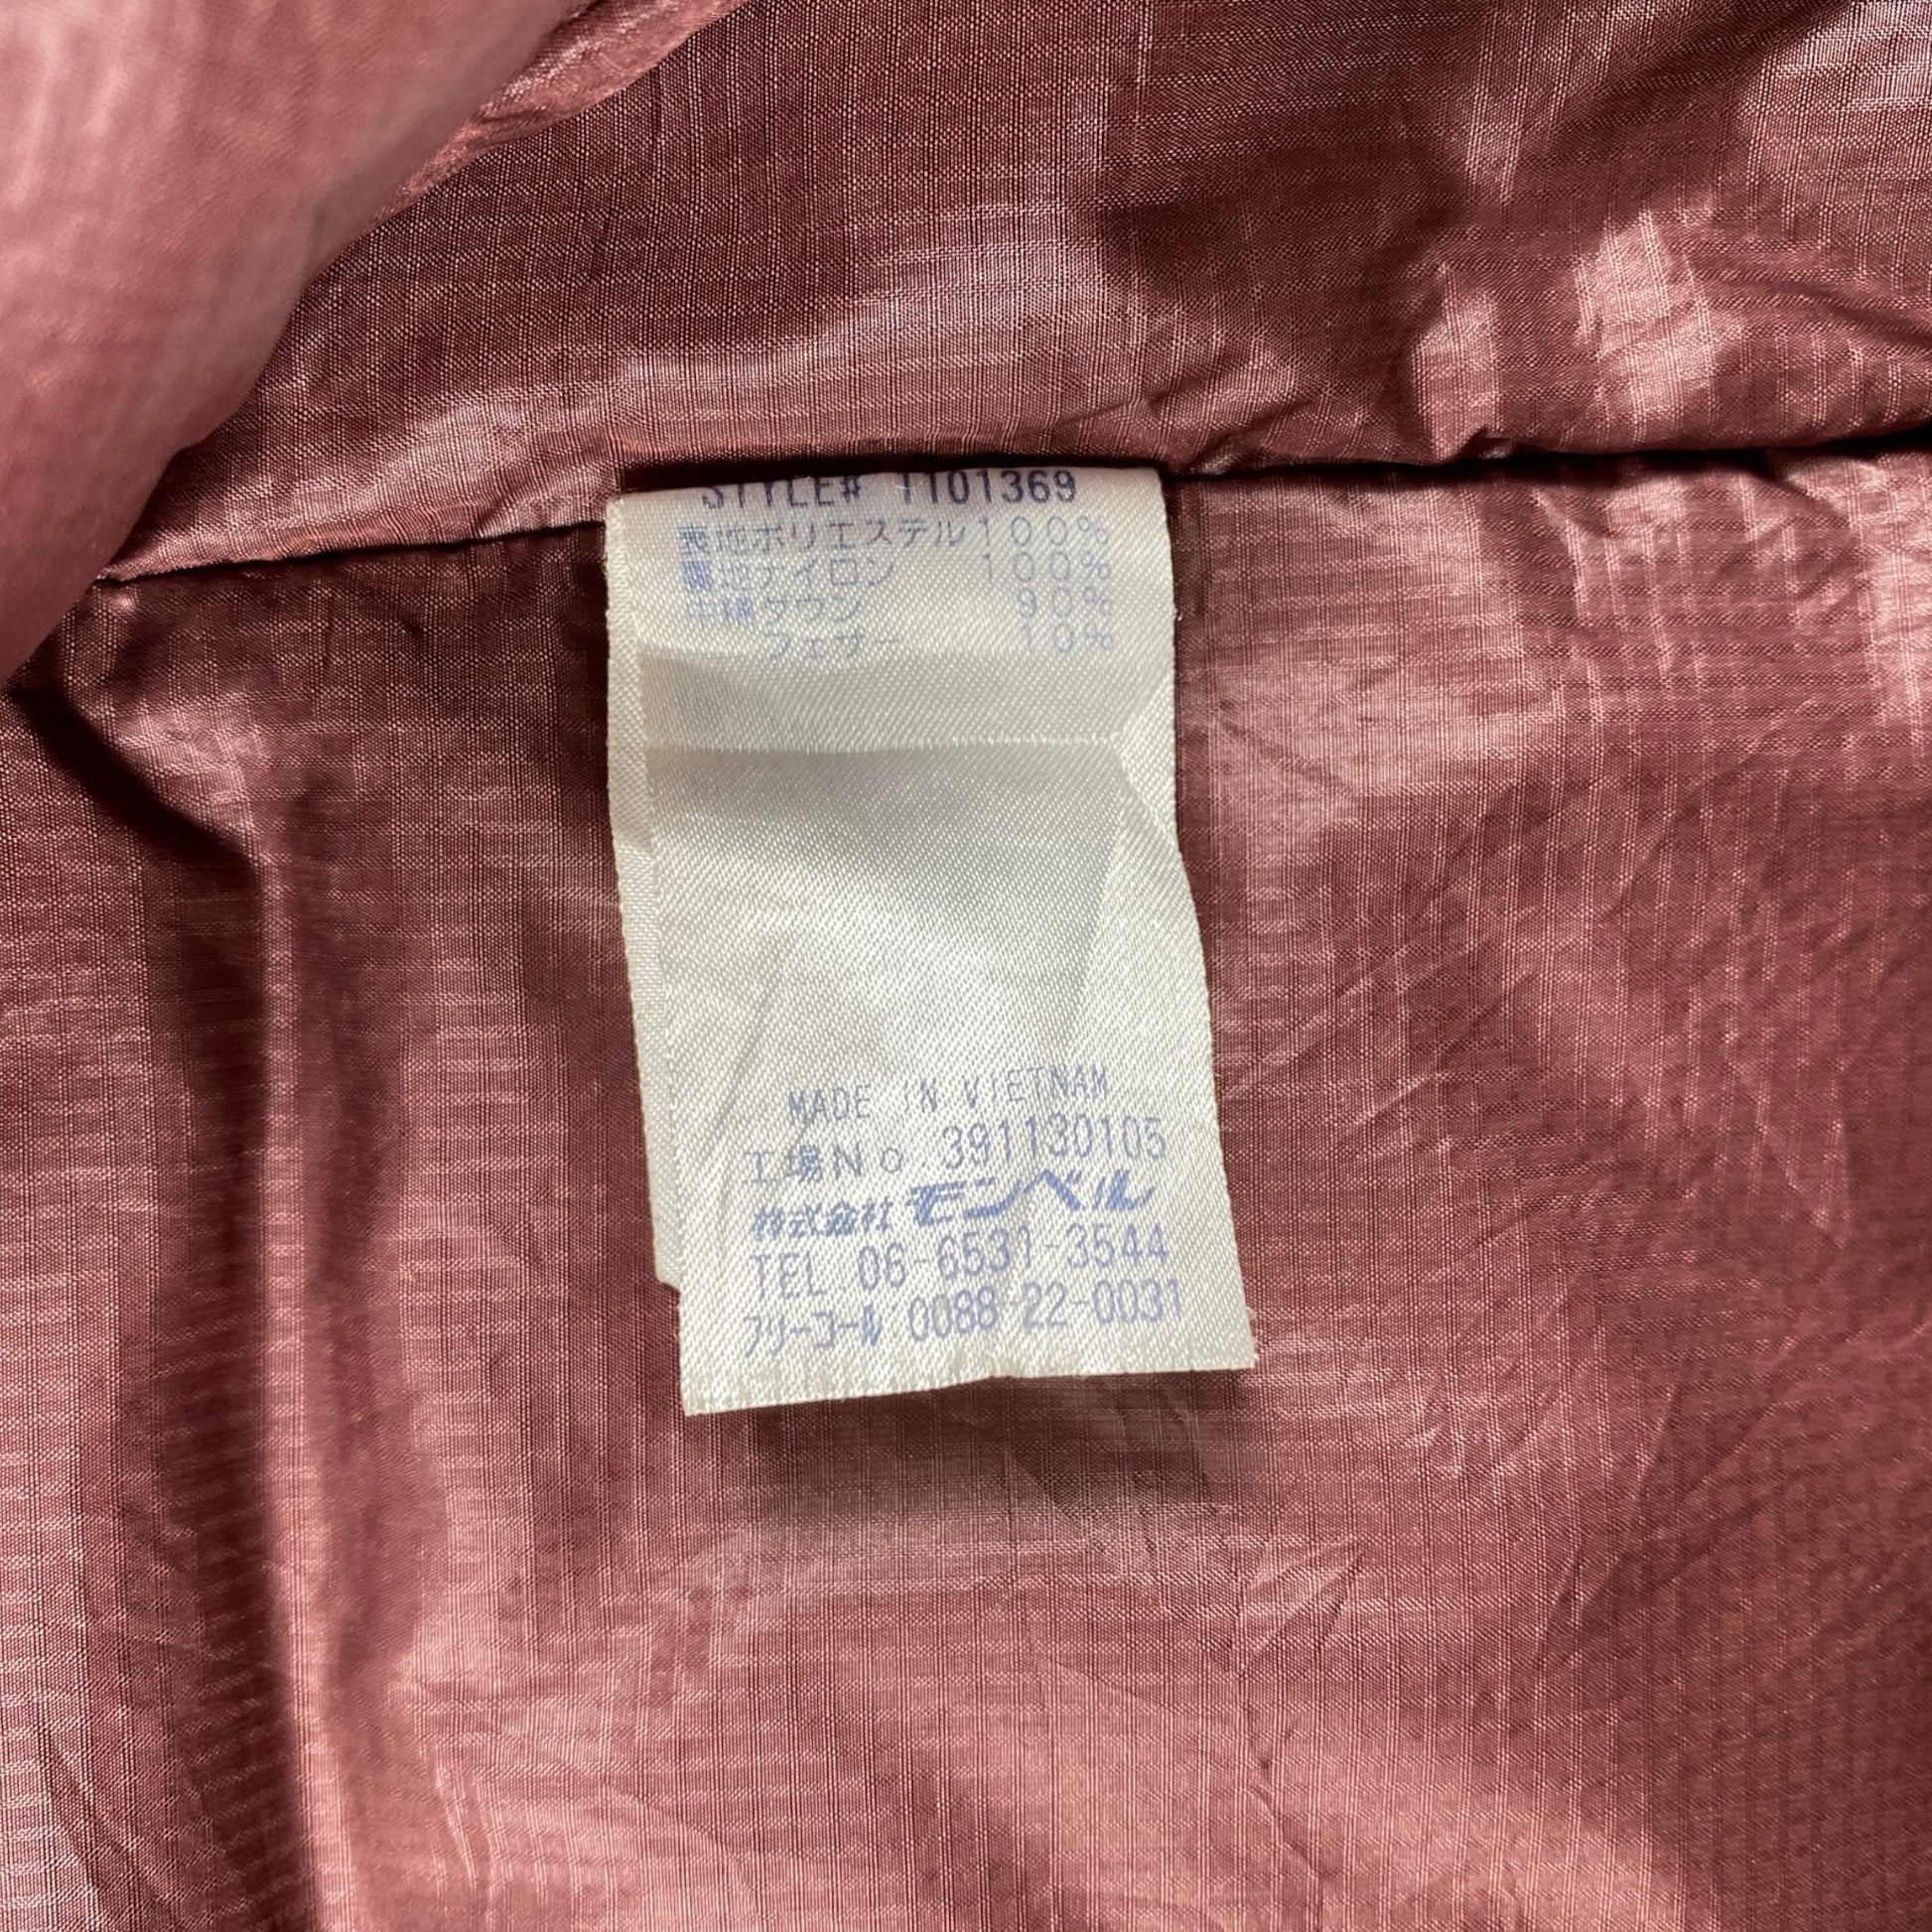 STYLE# 1101369
表地ポリエステル100%
裏地ナイロン 100%
中綿ダウン 90%
フェザー 10%
MADE IN VIETNAM
工場No.391130105
株式会社モンベル
TEL 06-6531-3544
フリーコール 0088-22-0031